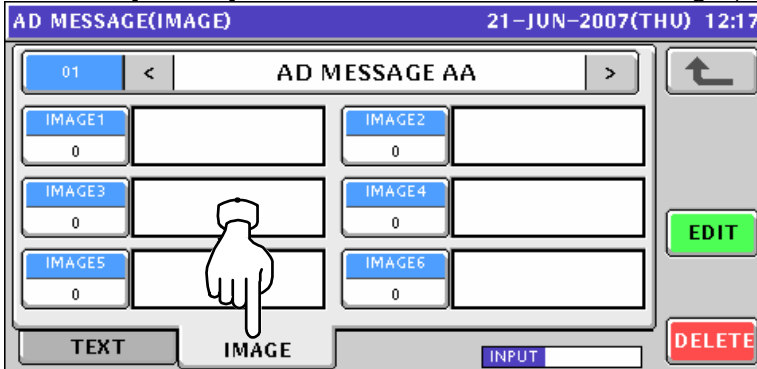 AD MESSAGE(IMAGE) 21-JUN-2007(THU) 12:17
01 < AD MESSAGE AA >
IMAGE1 IMAGE2
0 0
IMAGE3 IMAGE4
0 0
EDIT
IMAGE5 IMAGE6
0 0
TEXT IMAGE INPUT DELETE